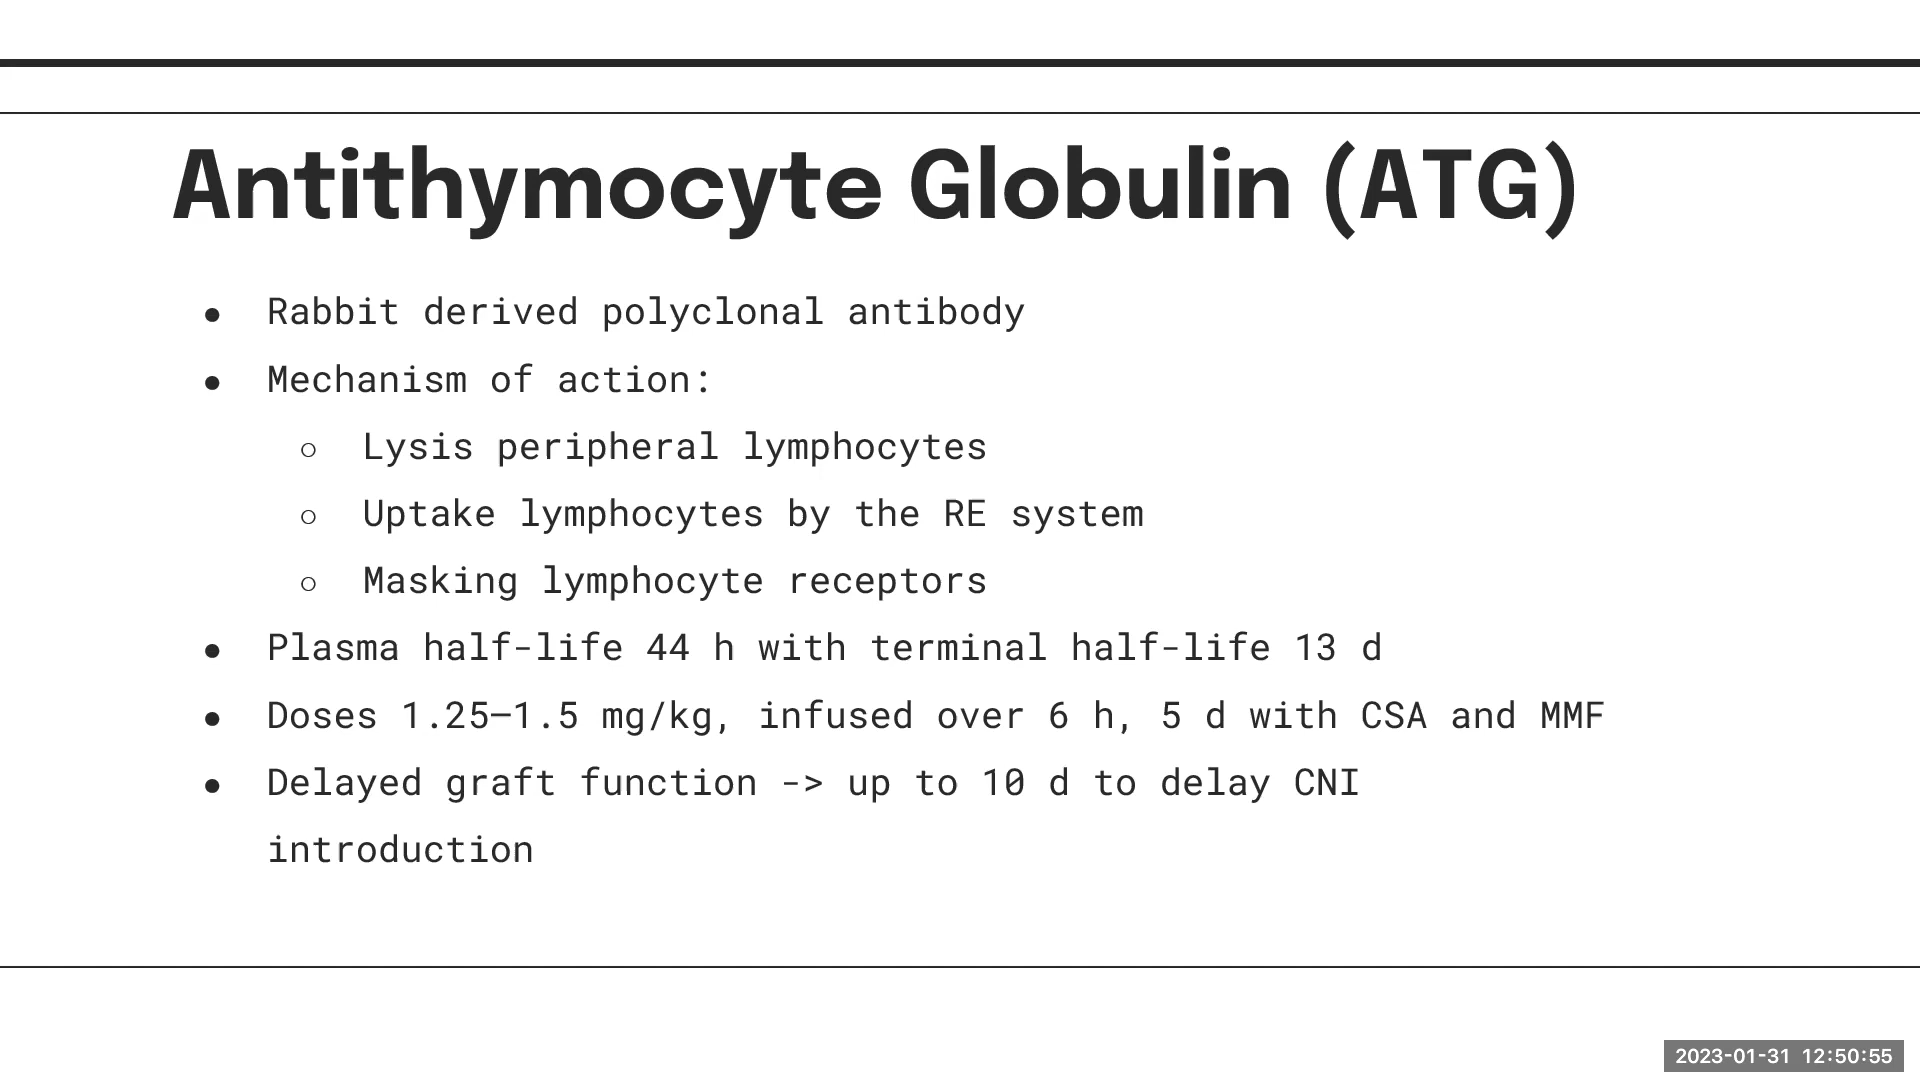 Antithymocyte Globulin (ATG)
● Rabbit derived polyclonal antibody
● Mechanism of action:
○ Lysis peripheral lymphocytes
○ Uptake lymphocytes by the RE system
○ Masking lymphocyte receptors
● Plasma half-life 44 h with terminal half-life 13 d
● Doses 1.25–1.5 mg/kg, infused over 6 h, 5 d with CSA and MMF
● Delayed graft function -> up to 10 d to delay CNI
introduction
2023-01-31 12:50:55